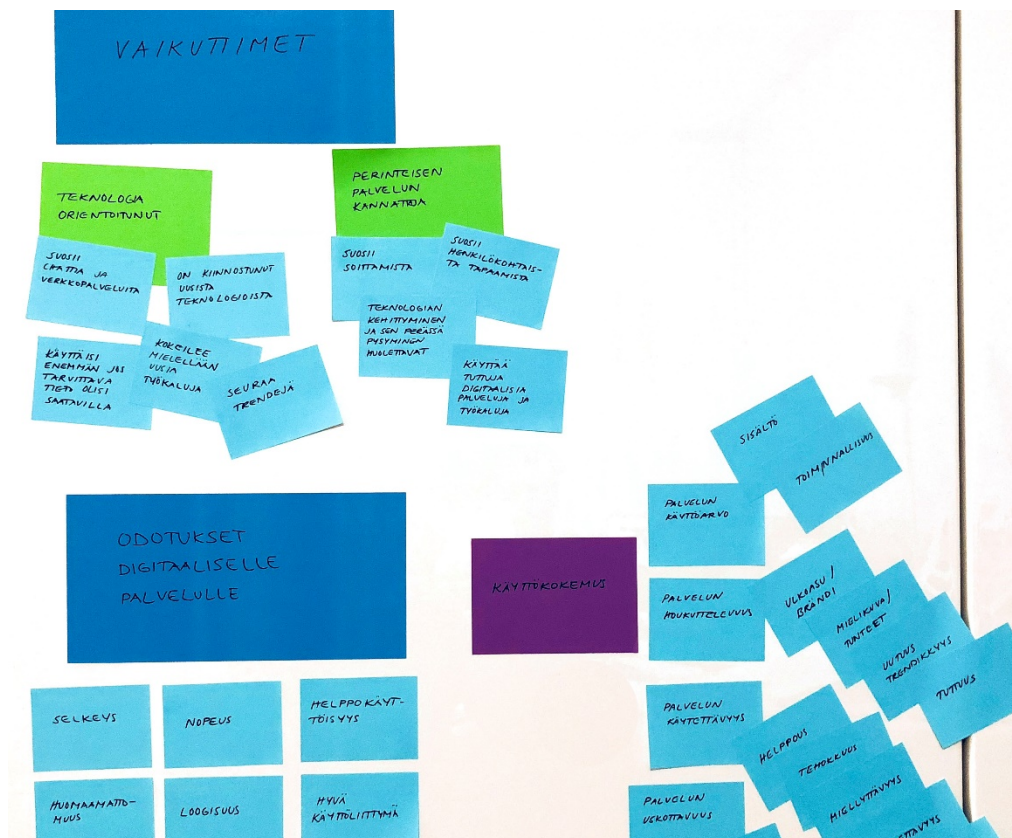 VAIKUTTIMET
TEKNOLOGIA
ORIENTOITUNUT
SUOSII
CHATTIA JA
VERKKOPALVELUITA
ON KIINNOSTUNUT
UUSISTA
TEKNOLOGIOISTA
KÄYTTÄISI
ENEMMÄN JOS
TARVITTAVA
TIETO OLISI
SAATAVILLA
KOKEILEE
MIELELLÄÄN
UUSIA
TYÖKALUJA
SEURAA
TRENDEJÄ
PERINTEISEN
PALVELUN
KANNATTAJA
SUOSII
SOITTAMISTA
SUOSII
HENKILÖKOHTAIS-
TA TAPAAMISTA
TEKNOLOGIAN
KEHITTYMINEN
JA SEN PERÄSSÄ
PYSYMINEN
HUOLETTAVAT
KÄYTTÄÄ
TUTTUJA
DIGITAALISIA
PALVELUJA JA
TYÖKALUJA
ODOTUKSET
DIGITAALISELLE
PALVELULLE
SELKEYS
NOPEUS
HELPPOKÄYT-
TÖISYYS
HUOMAAMATTO-
MUUS
LOOGISUUS
HYVÄ
KÄYTTÖLIITTYMÄ
KÄYTTÖKOKEMUS
PALVELUN
KÄYTTÖARVO
SISÄLTÖ
TOIMINNALLISUUS
PALVELUN
HOUKUTTELEVUUS
ULKOASU /
BRÄNDI
MIELIKUVA/
TUNTEET
UUTUUS
TRENDIKKYYS
TUTTUUS
PALVELUN
KÄYTETTÄVYYS
HELPPOUS
TEHOKKUUS
MIELLYTTÄVYYS
PALVELUN
USKOTTAVUUS